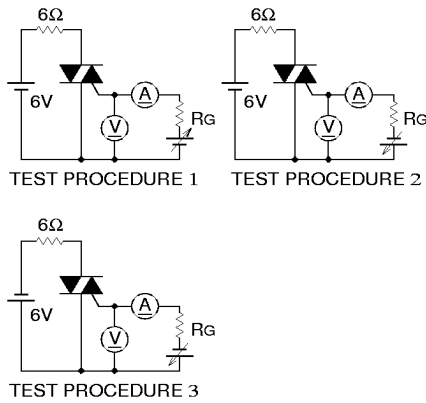 6Ω 6Ω
6V A V RG 6V A V RG
TEST PROCEDURE 1 TEST PROCEDURE 2
6Ω
6V A V RG
TEST PROCEDURE 3